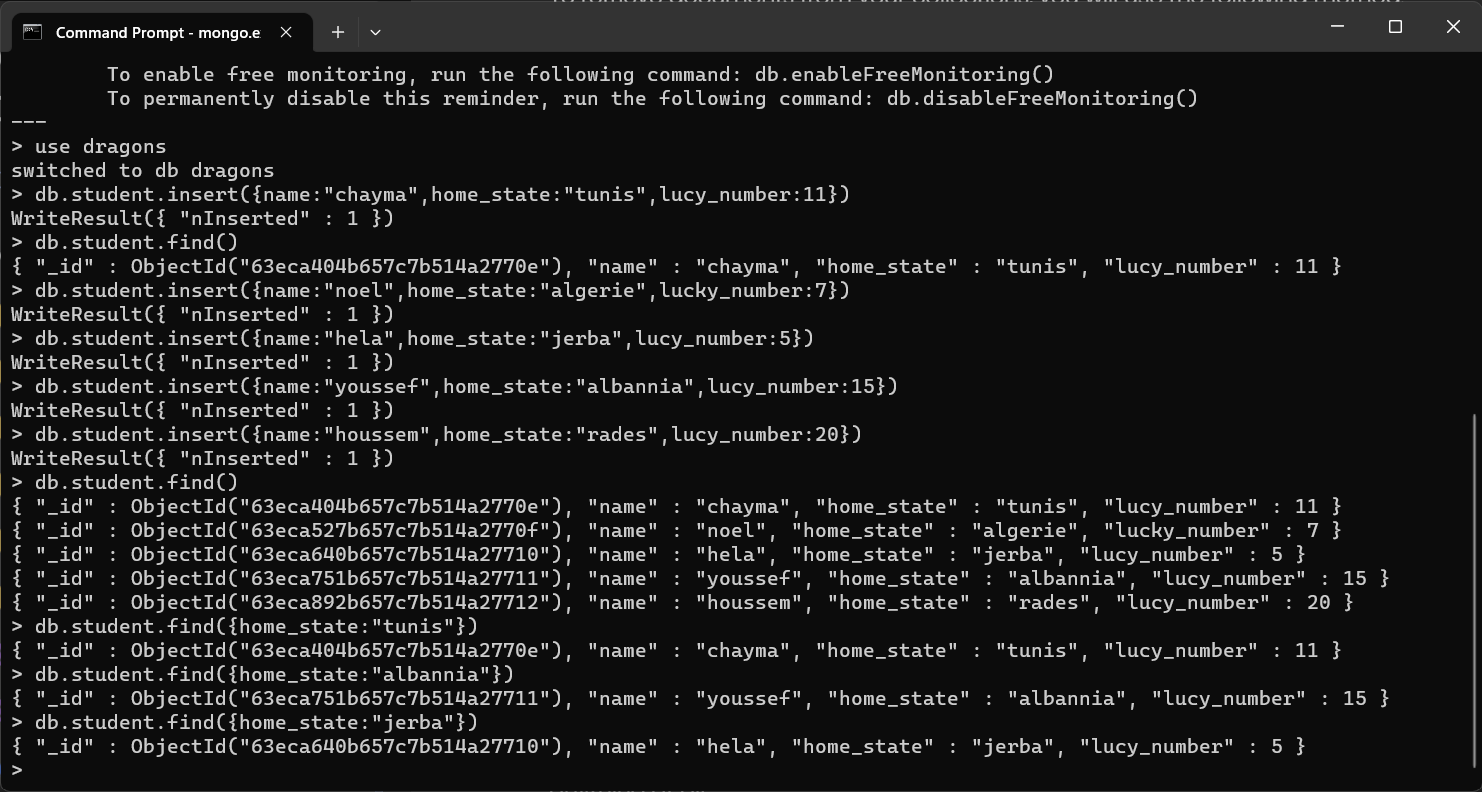 Command Prompt - mongo.e
To enable free monitoring, run the following command: db.enableFreeMonitoring()
To permanently disable this reminder, run the following command: db.disableFreeMonitoring()
---
> use dragons
switched to db dragons
> db.student.insert({name:"chayma",home_state:"tunis",lucy_number:11})
WriteResult({ "nInserted" : 1 })
> db.student.find()
{ "_id" : ObjectId("63eca404b657c7b514a2770e"), "name" : "chayma", "home_state" : "tunis", "lucy_number" : 11 }
> db.student.insert({name:"noel",home_state:"algerie",lucky_number:7})
WriteResult({ "nInserted" : 1 })
> db.student.insert({name:"hela",home_state:"jerba",lucy_number:5})
WriteResult({ "nInserted" : 1 })
> db.student.insert({name:"youssef",home_state:"albannia",lucy_number:15})
WriteResult({ "nInserted" : 1 })
> db.student.insert({name:"houssem",home_state:"rades",lucy_number:20})
WriteResult({ "nInserted" : 1 })
> db.student.find()
{ "_id" : ObjectId("63eca404b657c7b514a2770e"), "name" : "chayma", "home_state" : "tunis", "lucy_number" : 11 }
{ "_id" : ObjectId("63eca527b657c7b514a2770f"), "name" : "noel", "home_state" : "algerie", "lucky_number" : 7 }
{ "_id" : ObjectId("63eca640b657c7b514a27710"), "name" : "hela", "home_state" : "jerba", "lucy_number" : 5 }
{ "_id" : ObjectId("63eca751b657c7b514a27711"), "name" : "youssef", "home_state" : "albannia", "lucy_number" : 15 }
{ "_id" : ObjectId("63eca892b657c7b514a27712"), "name" : "houssem", "home_state" : "rades", "lucy_number" : 20 }
> db.student.find({home_state:"tunis"})
{ "_id" : ObjectId("63eca404b657c7b514a2770e"), "name" : "chayma", "home_state" : "tunis", "lucy_number" : 11 }
> db.student.find({home_state:"albannia"})
{ "_id" : ObjectId("63eca751b657c7b514a27711"), "name" : "youssef", "home_state" : "albannia", "lucy_number" : 15 }
> db.student.find({home_state:"jerba"})
{ "_id" : ObjectId("63eca640b657c7b514a27710"), "name" : "hela", "home_state" : "jerba", "lucy_number" : 5 }
>